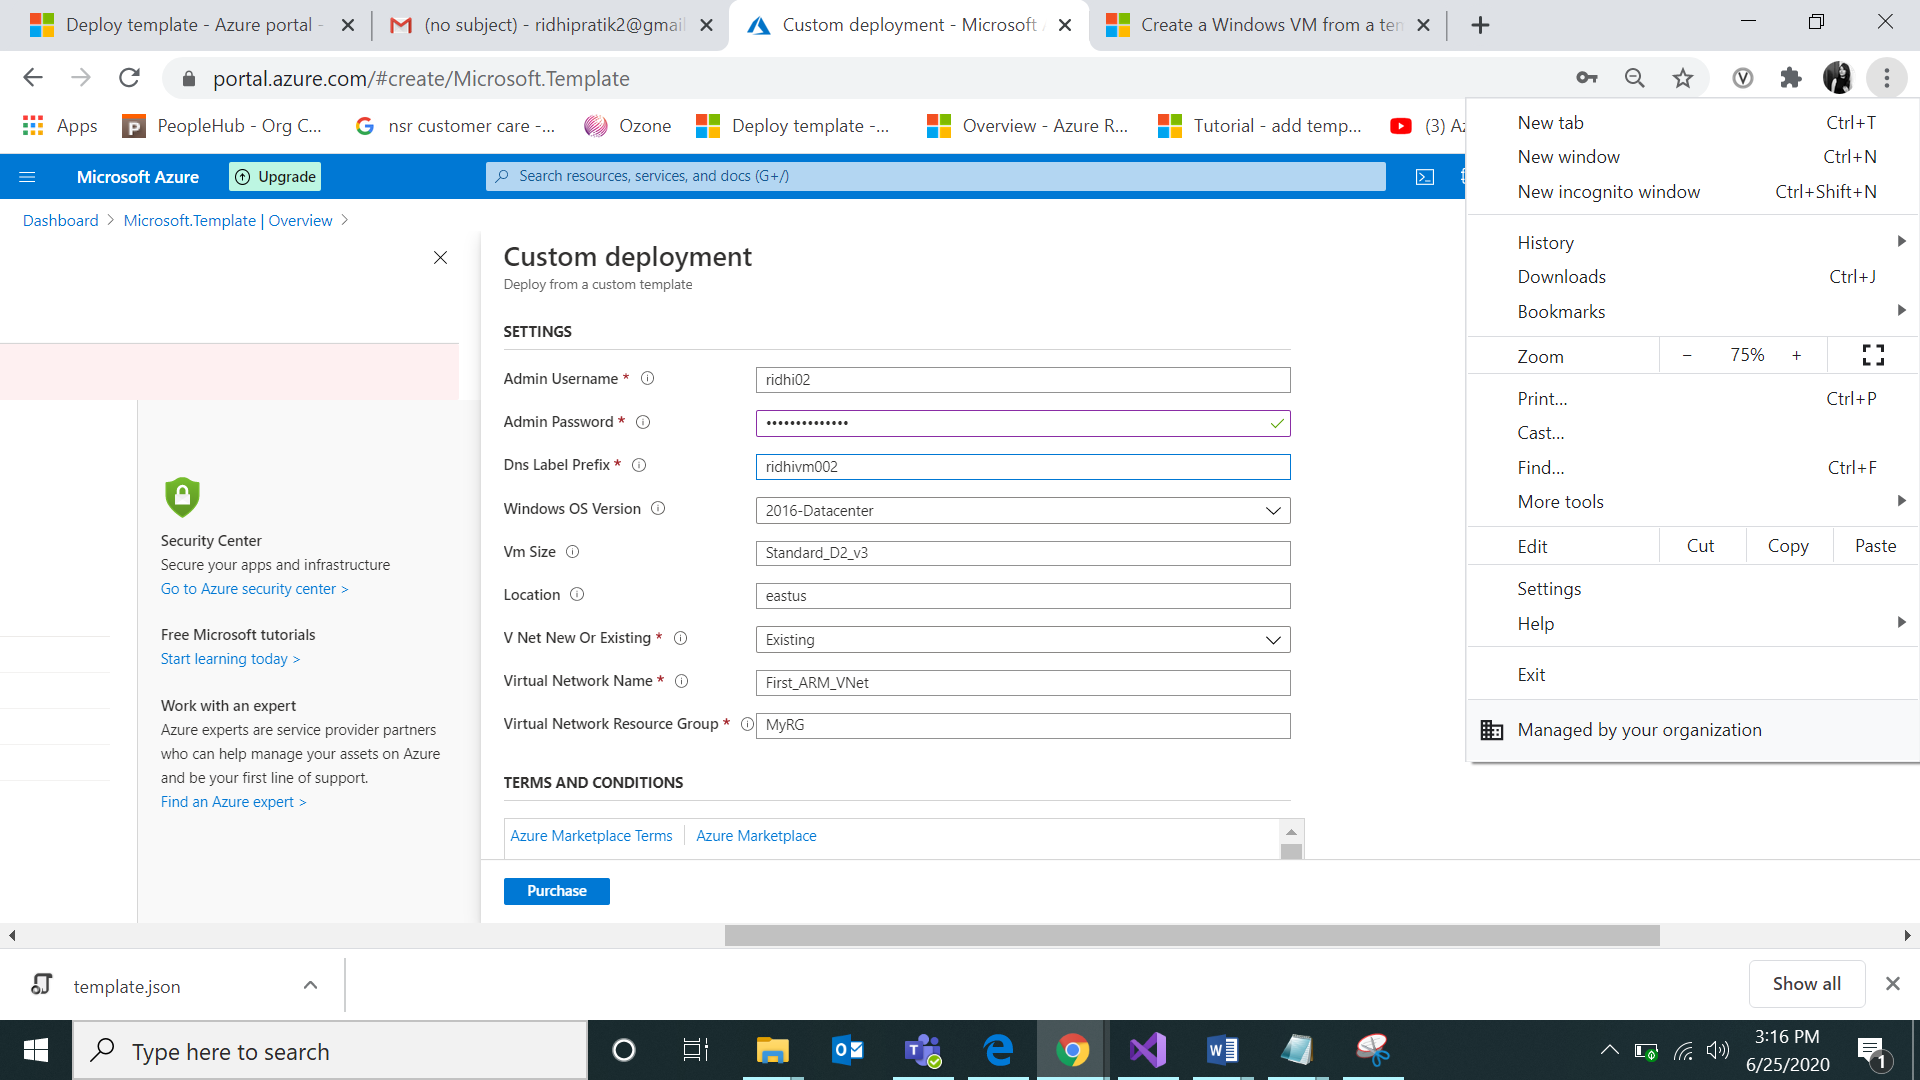 Deploy template - Azure portal -
(no subject) - ridhipratik2@gmail
Custom deployment - Microsoft A
Create a Windows VM from a tem
portal.azure.com/#create/Microsoft.Template
Apps
PeopleHub - Org C...
nsr customer care -...
Ozone
Deploy template -...
Overview - Azure R...
Tutorial - add temp...
(3) Az
Microsoft Azure
Upgrade
Search resources, services, and docs (G+/)
Dashboard > Microsoft.Template | Overview >
Security Center
Secure your apps and infrastructure
Go to Azure security center >
Free Microsoft tutorials
Start learning today >
Work with an expert
Azure experts are service provider partners
who can help manage your assets on Azure
and be your first line of support.
Find an Azure expert >
Custom deployment
Deploy from a custom template
SETTINGS
Admin Username * ridhi02
Admin Password * ••••••••••••••
Dns Label Prefix * ridhivm002
Windows OS Version 2016-Datacenter
Vm Size Standard_D2_v3
Location eastus
V Net New Or Existing * Existing
Virtual Network Name * First_ARM_VNet
Virtual Network Resource Group * MyRG
TERMS AND CONDITIONS
Azure Marketplace Terms | Azure Marketplace
Purchase
New tab Ctrl+T
New window Ctrl+N
New incognito window Ctrl+Shift+N
History
Downloads Ctrl+J
Bookmarks
Zoom − 75% +
Print... Ctrl+P
Cast...
Find... Ctrl+F
More tools
Edit Cut Copy Paste
Settings
Help
Exit
Managed by your organization
template.json
Show all
Type here to search
3:16 PM
6/25/2020
1